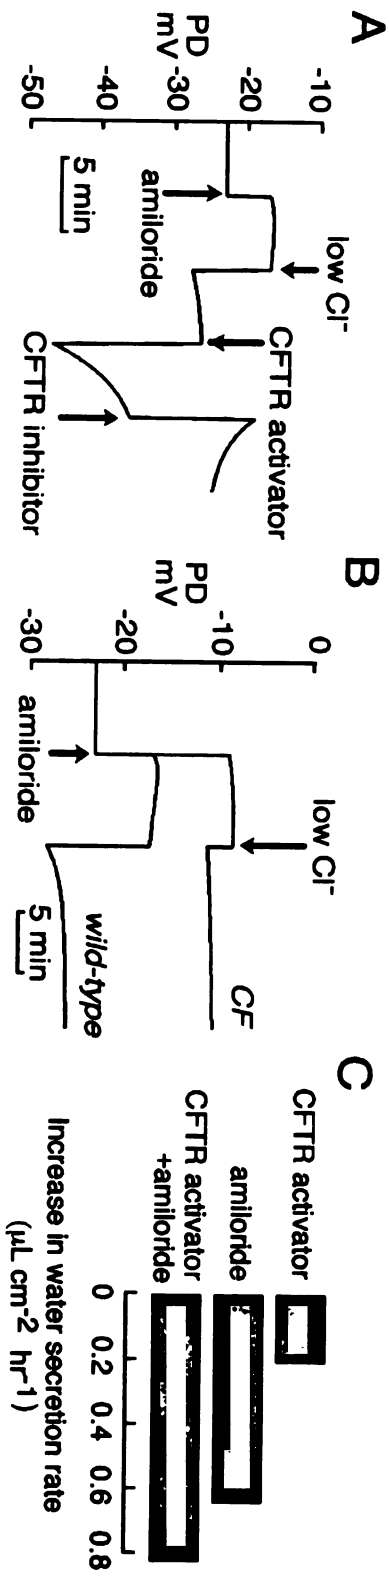 A
PD
mV
-10
-20
-30
-40
-50
amiloride
low Cl⁻
CFTR activator
CFTR inhibitor
5 min
B
PD
mV
0
-10
-20
-30
amiloride
low Cl⁻
CF
wild-type
5 min
C
CFTR activator
amiloride
CFTR activator
+amiloride
0
0.2
0.4
0.6
0.8
Increase in water secretion rate
(μL cm⁻² hr⁻¹)